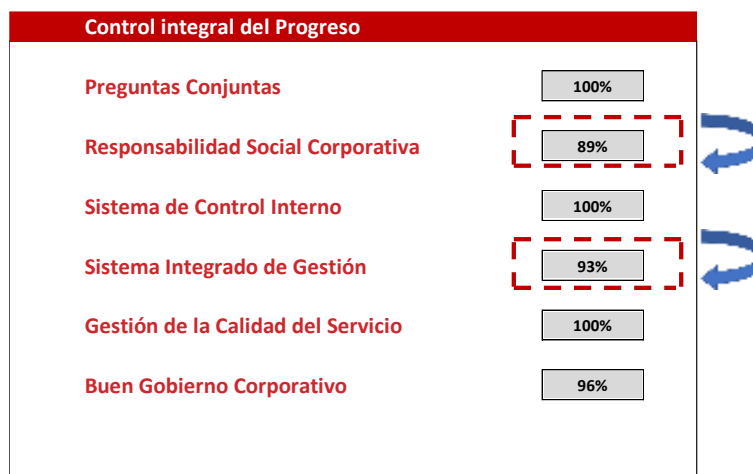 Control integral del Progreso
Preguntas Conjuntas 100%
Responsabilidad Social Corporativa 89%
Sistema de Control Interno 100%
Sistema Integrado de Gestión 93%
Gestión de la Calidad del Servicio 100%
Buen Gobierno Corporativo 96%